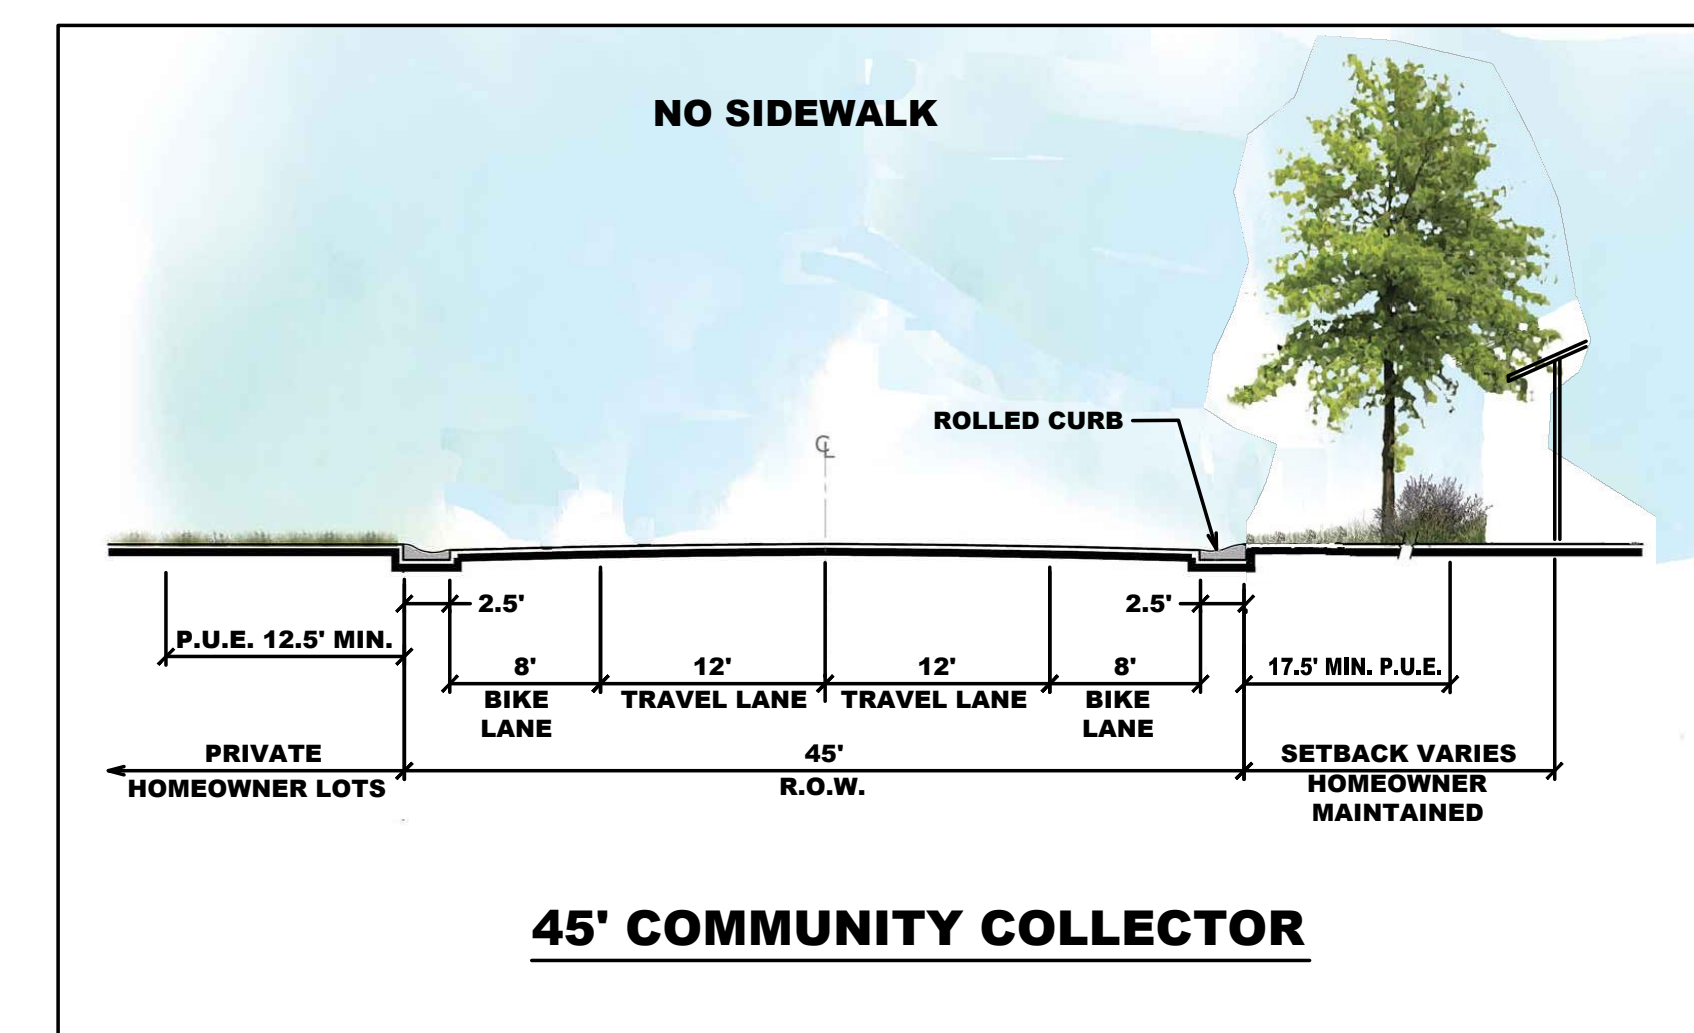 NO SIDEWALK
ROLLED CURB
℄
2.5'
2.5'
P.U.E. 12.5' MIN.
8'
12'
12'
8'
17.5' MIN. P.U.E.
BIKE
LANE
TRAVEL LANE
TRAVEL LANE
BIKE
LANE
PRIVATE
HOMEOWNER LOTS
45'
R.O.W.
SETBACK VARIES
HOMEOWNER
MAINTAINED
45' COMMUNITY COLLECTOR